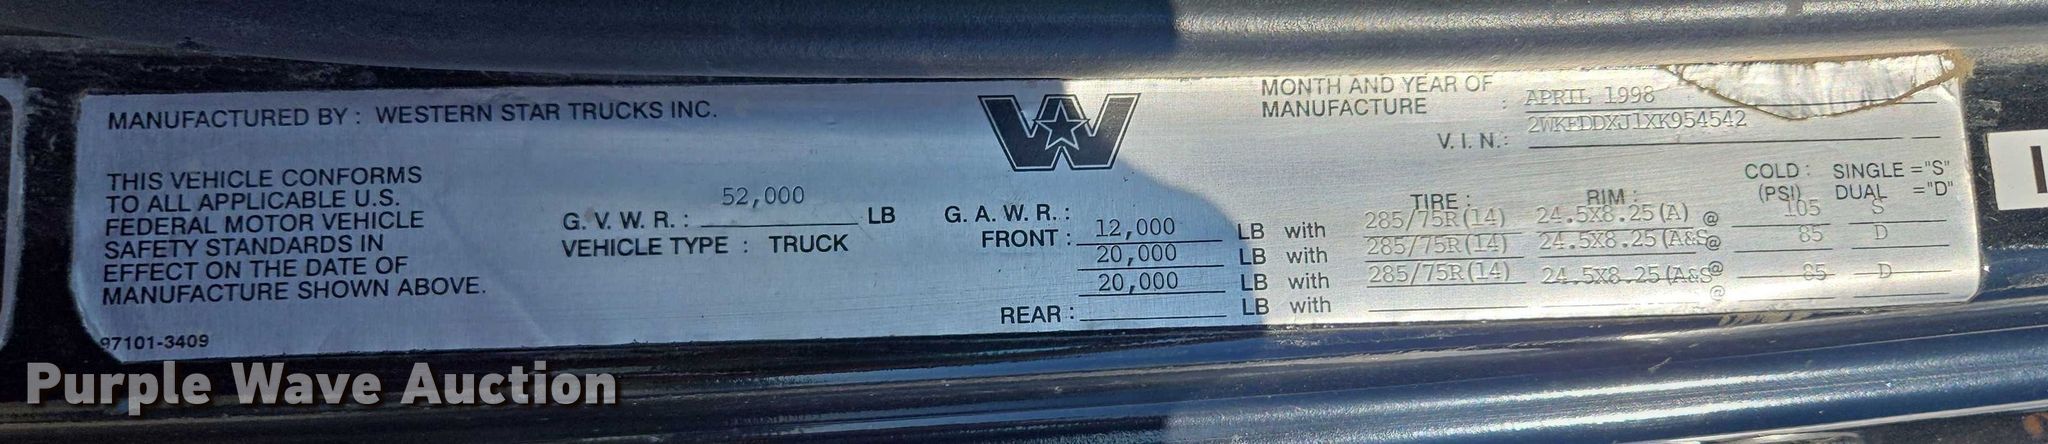 MANUFACTURED BY : WESTERN STAR TRUCKS INC.
THIS VEHICLE CONFORMS
TO ALL APPLICABLE U.S.
FEDERAL MOTOR VEHICLE
SAFETY STANDARDS IN
EFFECT ON THE DATE OF
MANUFACTURE SHOWN ABOVE.
97101-3409
G. V. W. R. : 52,000 LB
VEHICLE TYPE : TRUCK
W
MONTH AND YEAR OF
MANUFACTURE : APRIL 1998
V. I. N. : 2WKEDDXJ1XK954542
G. A. W. R. : TIRE : RIM : COLD : (PSI) SINGLE ="S" DUAL ="D"
FRONT : 12,000 LB with 285/75R(14) 24.5X8.25(A) @ 105 S
20,000 LB with 285/75R(14) 24.5X8.25(A&S@ 85 D
20,000 LB with 285/75R(14) 24.5X8.25(A&S@ 85 D
REAR : LB with @
Purple Wave Auction